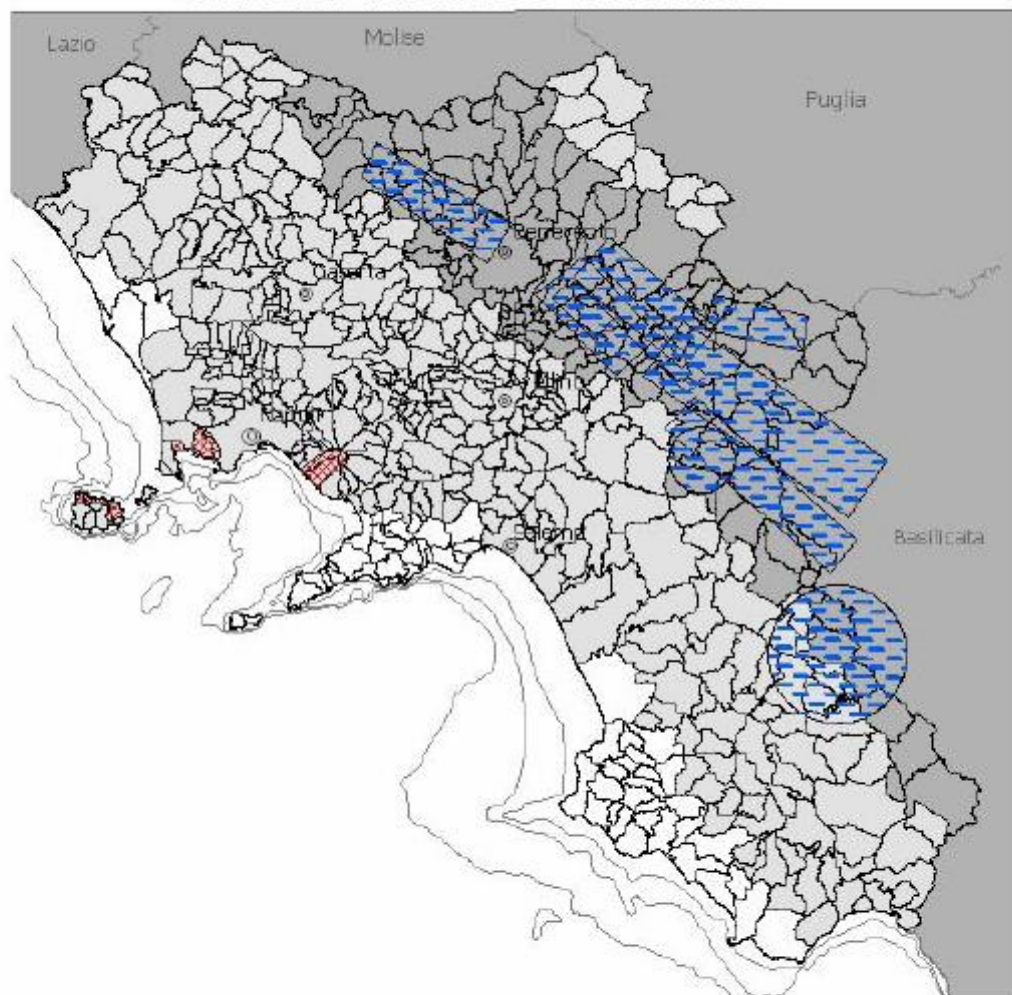 Lazio
Molise
Puglia
Benevento
Caserta
Avellino
Napoli
Salerno
Basilicata